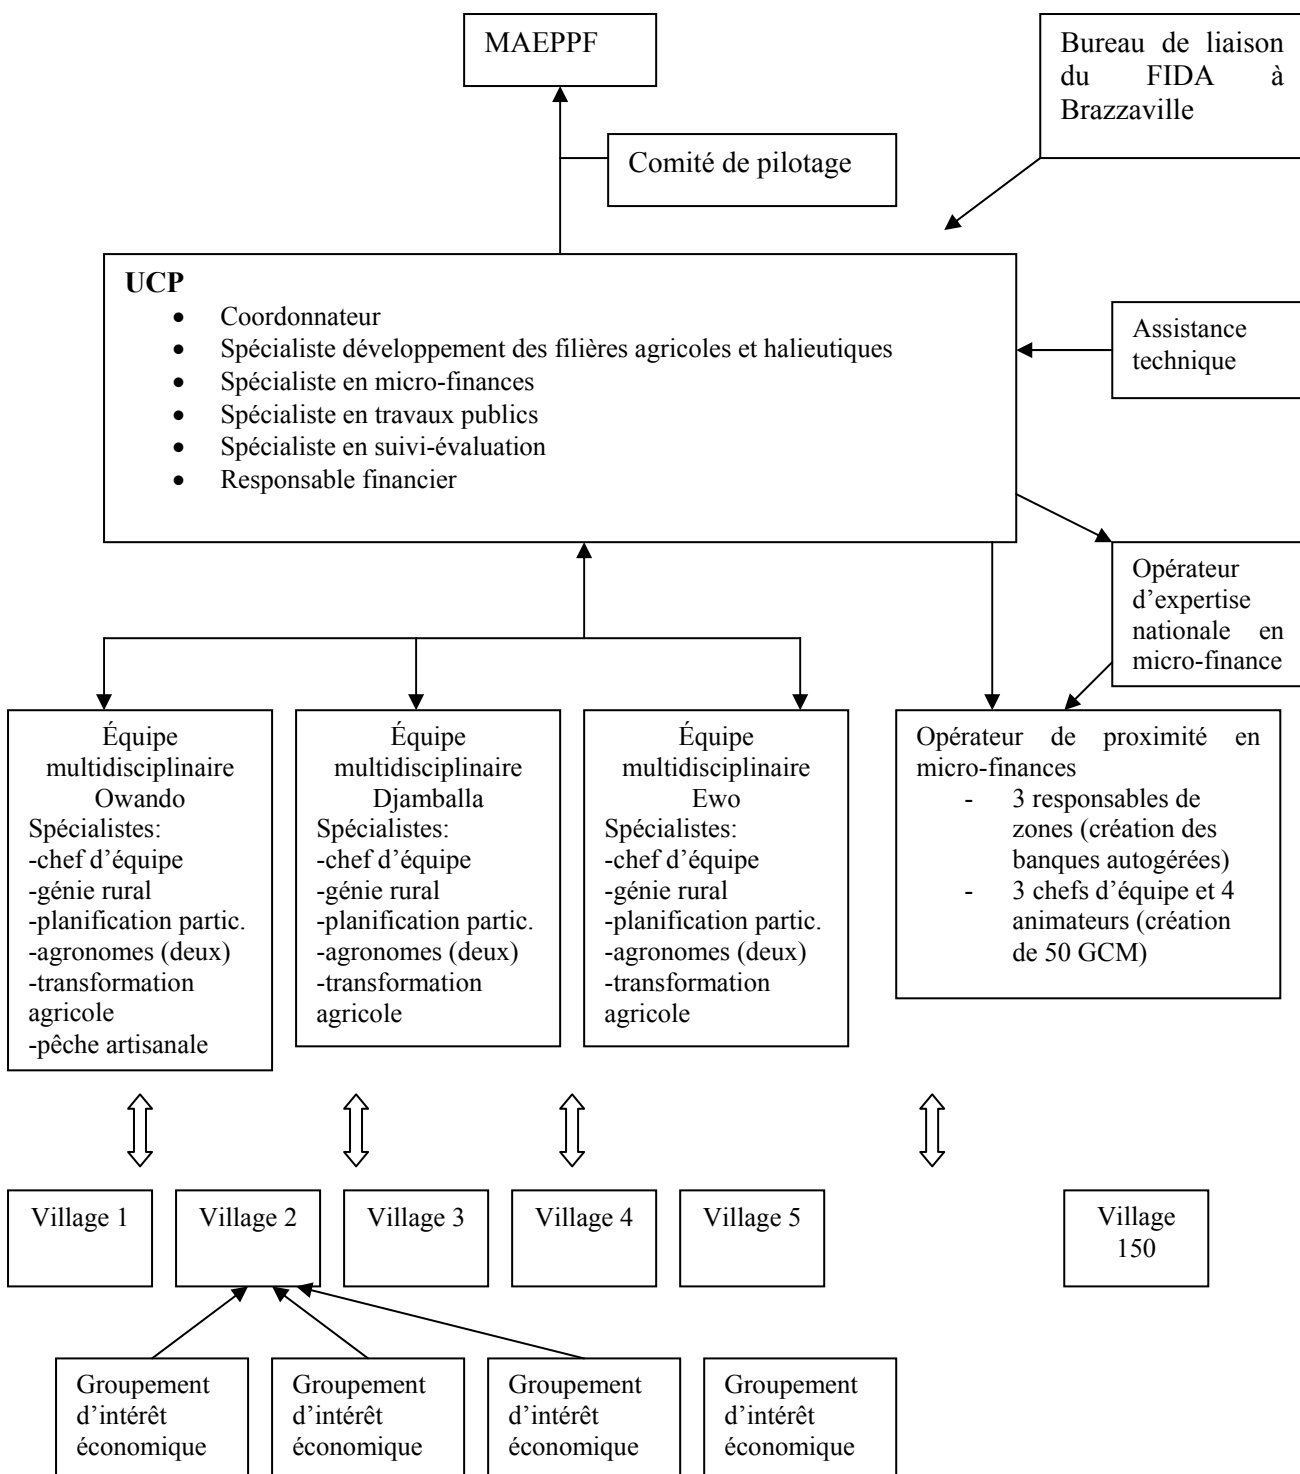 MAEPPF
Bureau de liaison
du FIDA à
Brazzaville
Comité de pilotage
UCP
• Coordonnateur
• Spécialiste développement des filières agricoles et halieutiques
• Spécialiste en micro-finances
• Spécialiste en travaux publics
• Spécialiste en suivi-évaluation
• Responsable financier
Assistance
technique
Opérateur
d’expertise
nationale en
micro-finance
Équipe
multidisciplinaire
Owando
Spécialistes:
-chef d’équipe
-génie rural
-planification partic.
-agronomes (deux)
-transformation
agricole
-pêche artisanale
Équipe
multidisciplinaire
Djamballa
Spécialistes:
-chef d’équipe
-génie rural
-planification partic.
-agronomes (deux)
-transformation
agricole
Équipe
multidisciplinaire
Ewo
Spécialistes:
-chef d’équipe
-génie rural
-planification partic.
-agronomes (deux)
-transformation
agricole
Opérateur de proximité en
micro-finances
- 3 responsables de
zones (création des
banques autogérées)
- 3 chefs d’équipe et 4
animateurs (création
de 50 GCM)
Village 1
Village 2
Village 3
Village 4
Village 5
Village
150
Groupement
d’intérêt
économique
Groupement
d’intérêt
économique
Groupement
d’intérêt
économique
Groupement
d’intérêt
économique